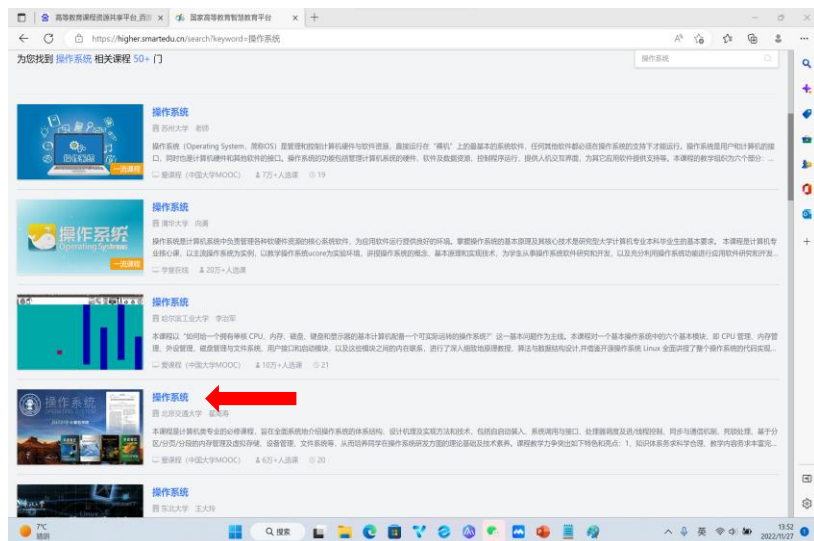 高等教育课程资源共享平台_百
国家高等教育智慧教育平台
https://higher.smartedu.cn/search?keyword=操作系统
为您找到 操作系统 相关课程 50+ 门
操作系统
操作系统
苏州大学 老师
操作系统（Operating System，简称OS）是管理和控制计算机硬件与软件资源，直接运行在“裸机”上的最基本的系统软件，任何其他软件都必须在操作系统的支持下才能运行。操作系统是用户和计算机的接
口，同时也是计算机硬件和其他软件的接口。操作系统的功能包括管理计算机系统的硬件、软件及数据资源，控制程序运行，提供人机交互界面，为其它应用软件提供支持等。本课程的教学组织为六个部分：...
一流课程
爱课程（中国大学MOOC） 7万+人选课 19
操作系统
清华大学 向勇
操作系统
Operating Systems
操作系统是计算机系统中负责管理各种软硬件资源的核心系统软件，为应用软件运行提供良好的环境。掌握操作系统的基本原理及其核心技术是研究型大学计算机专业本科毕业生的基本要求。 本课程是计算机专
业核心课，以主流操作系统为实例，以教学操作系统ucore为实验环境，讲授操作系统的概念、基本原理和实现技术，为学生从事操作系统软件研究和开发，以及充分利用操作系统功能进行应用软件研究和开发...
一流课程
学堂在线 20万+人选课
操作系统
哈尔滨工业大学 李治军
本课程以“如何给一个拥有单核 CPU、内存、磁盘、键盘和显示器的基本计算机配备一个可实际运转的操作系统？”这一基本问题作为主线。本课程对一个基本操作系统中的六个基本模块，即 CPU 管理、内存管
理、外设管理、磁盘管理与文件系统、用户接口和启动模块，以及这些模块之间的内在联系，进行了深入细致地原理教授、算法与数据结构设计，并借鉴开源操作系统 Linux 全面讲授了整个操作系统的代码实现...
爱课程（中国大学MOOC） 10万+人选课 21
操作系统
北京交通大学
操作系统
本课程是计算机类专业的必修课程，旨在全面系统地介绍操作系统的体系结构、设计机理及实现方法和技术，包括自启动输入、系统调用与接口、处理器调度及进/线程控制、同步与通信机制、死锁处理、基于分
区/分页/分段的内存管理及虚拟存储、设备管理、文件系统等，从而培养同学在操作系统研发方面的理论基础及技术素养。课程教学力争突出如下特色和亮点：1、知识体系务求科学合理、教学内容务求丰富完...
爱课程（中国大学MOOC） 6万+人选课 20
操作系统
东北大学 王大玲
7℃
晴朗
搜索
英
13:52
2022/11/27